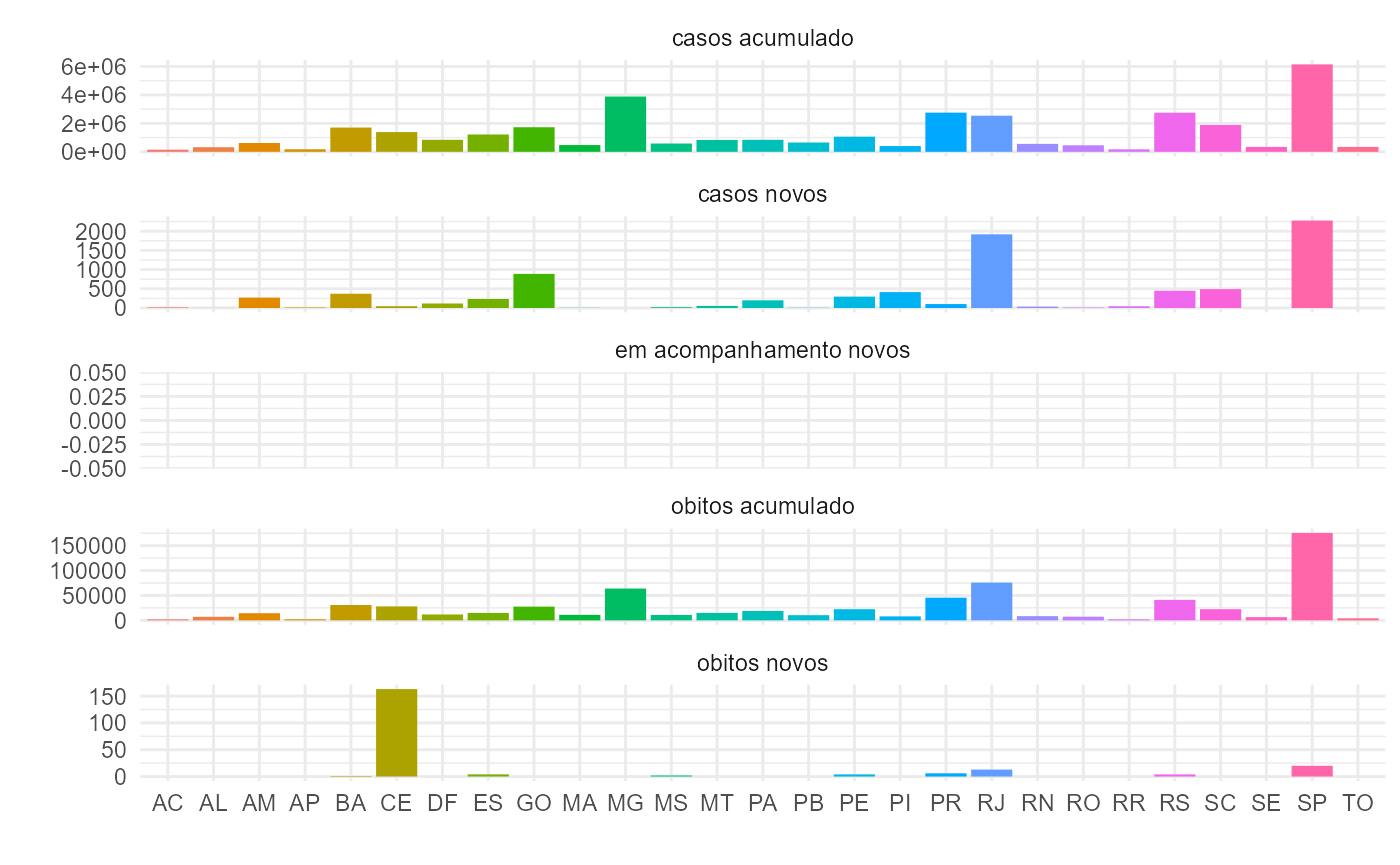 casos acumulado
6e+06
4e+06
2e+06
0e+00
casos novos
2000
1500
1000
500
0
em acompanhamento novos
0.050
0.025
0.000
-0.025
-0.050
obitos acumulado
150000
100000
50000
0
obitos novos
150
100
50
0
AC AL AM AP BA CE DF ES GO MA MG MS MT PA PB PE PI PR RJ RN RO RR RS SC SE SP TO